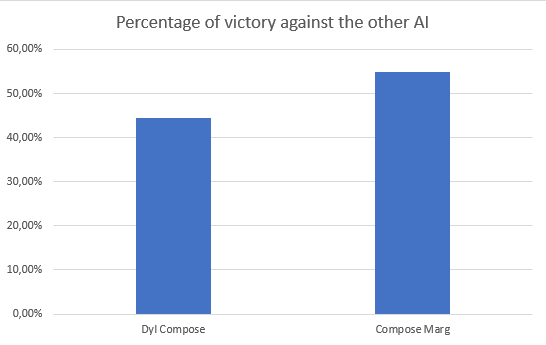 Percentage of victory against the other AI
60,00%
50,00%
40,00%
30,00%
20,00%
10,00%
0,00%
Dyl Compose
Compose Marg